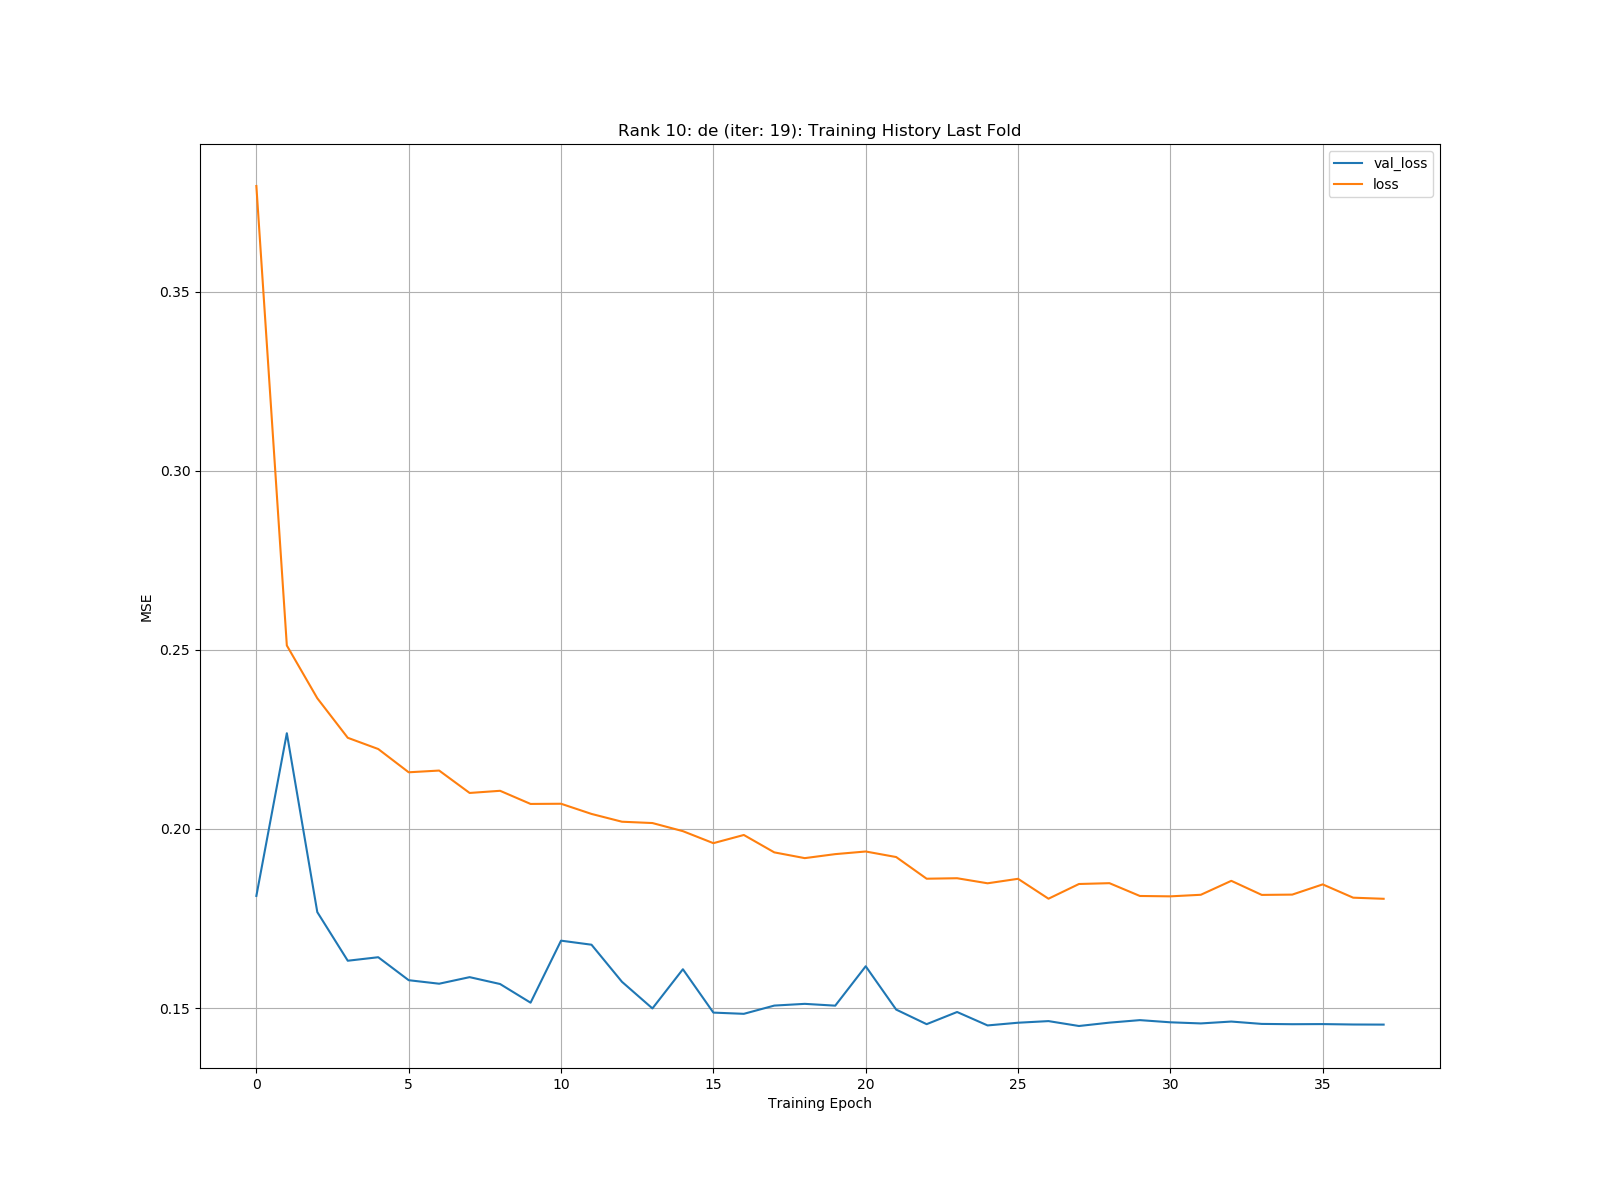 Rank 10: de (iter: 19): Training History Last Fold
val_loss
loss
0.35
0.30
0.25
0.20
0.15
MSE
0 5 10 15 20 25 30 35
Training Epoch